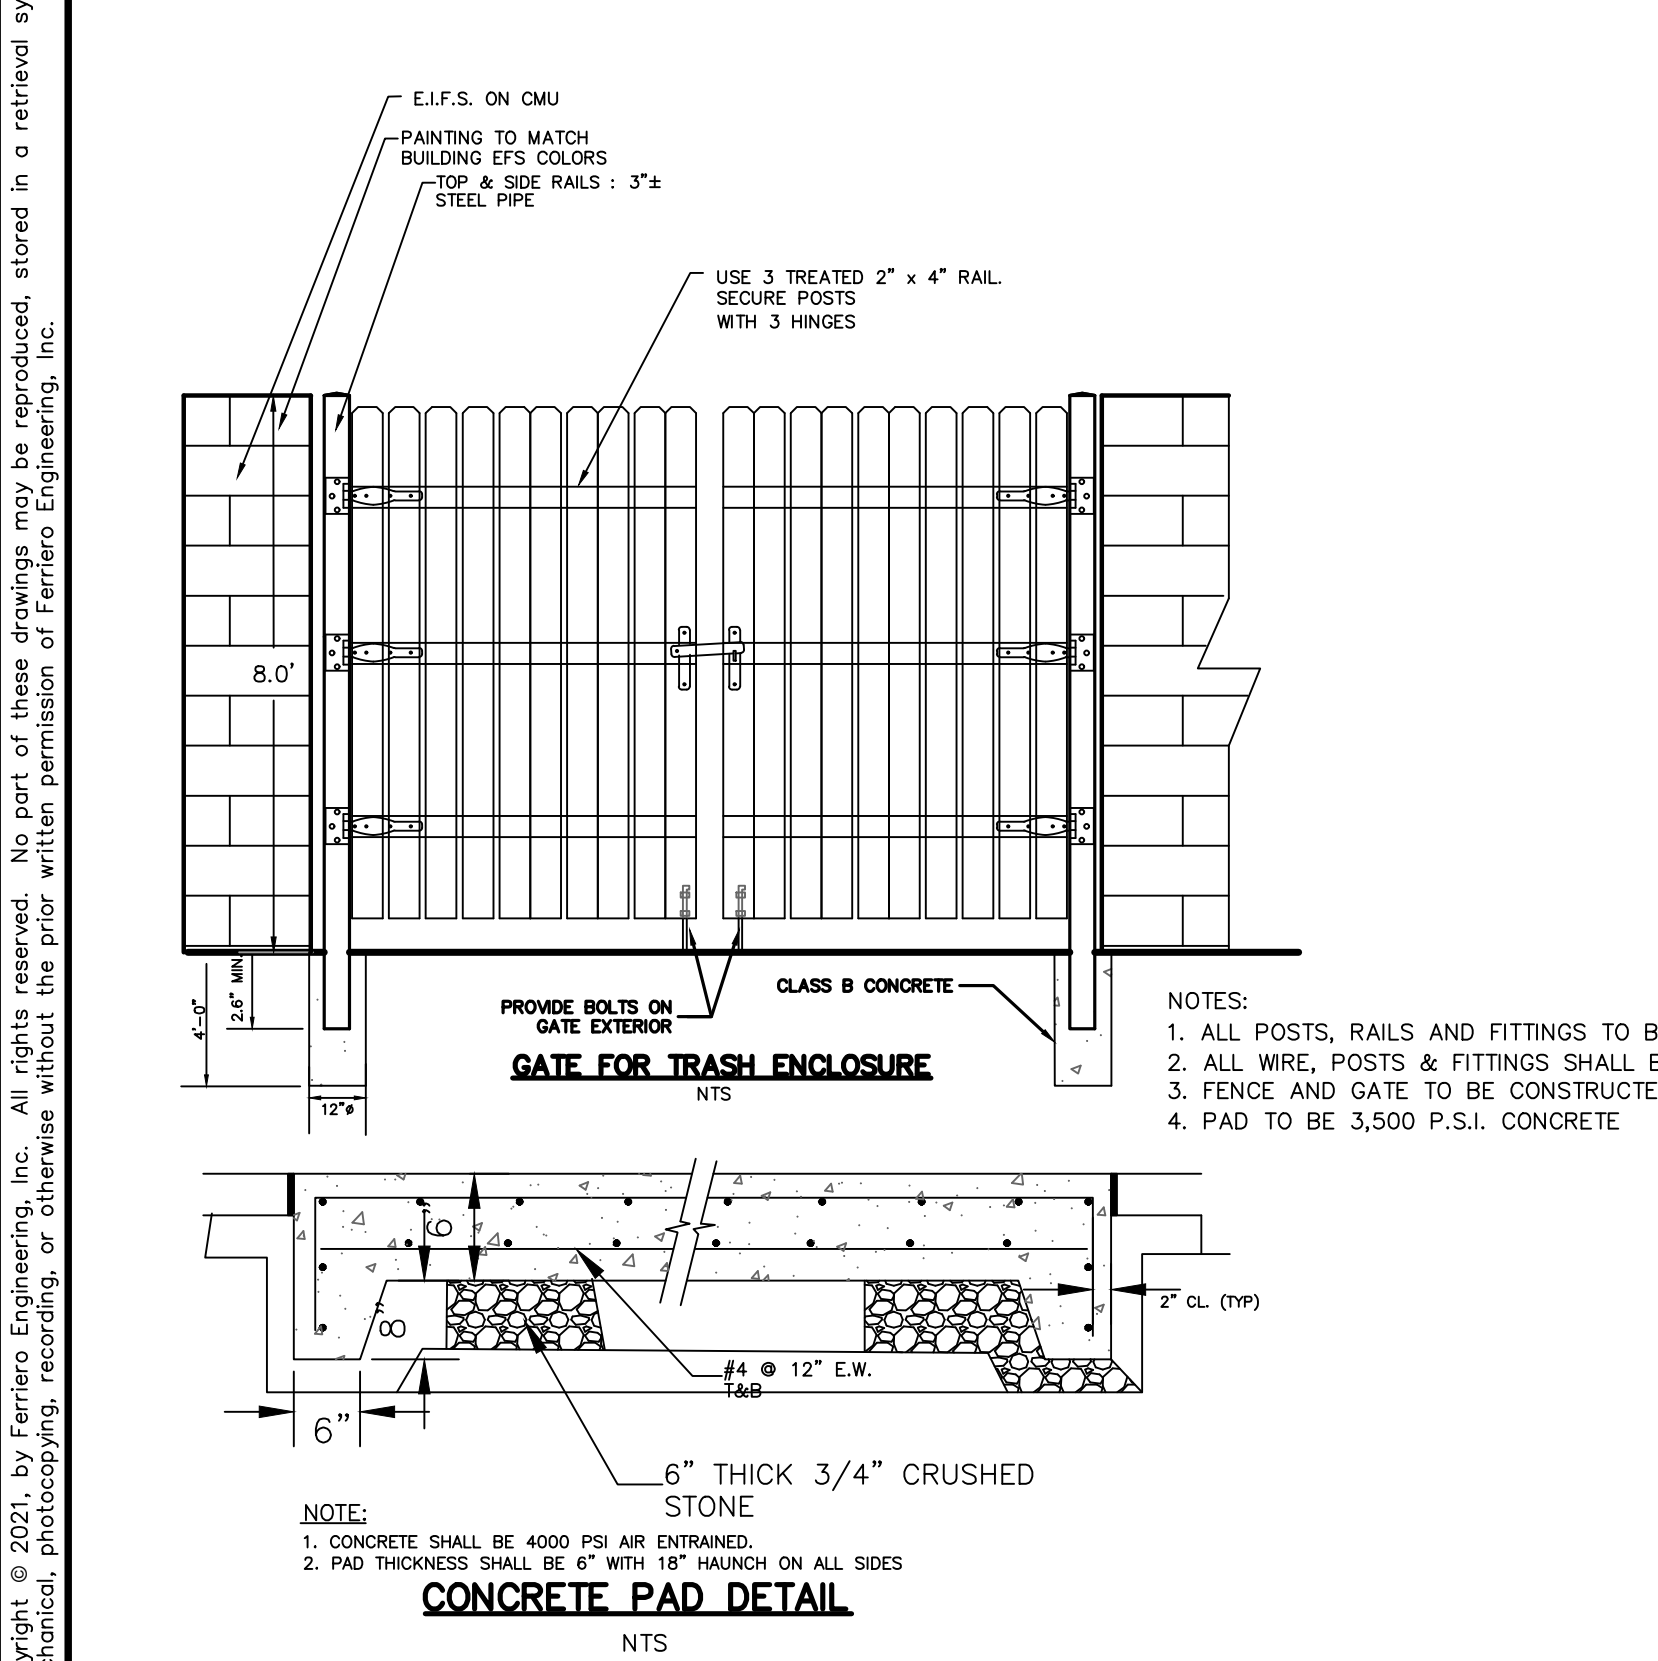 yright © 2021, by Ferriero Engineering, Inc. All rights reserved. No part of these drawings may be reproduced, stored in a retrieval sy
chanical, photocopying, recording, or otherwise without the prior written permission of Ferriero Engineering, Inc.
E.I.F.S. ON CMU
PAINTING TO MATCH
BUILDING EFS COLORS
TOP & SIDE RAILS : 3"±
STEEL PIPE
USE 3 TREATED 2" x 4" RAIL.
SECURE POSTS
WITH 3 HINGES
8.0'
2.6" MIN.
4'-0"
12"ø
PROVIDE BOLTS ON
GATE EXTERIOR
CLASS B CONCRETE
GATE FOR TRASH ENCLOSURE
NTS
NOTES:
1. ALL POSTS, RAILS AND FITTINGS TO B
2. ALL WIRE, POSTS & FITTINGS SHALL B
3. FENCE AND GATE TO BE CONSTRUCTE
4. PAD TO BE 3,500 P.S.I. CONCRETE
6"
8"
2" CL. (TYP)
#4 @ 12" E.W.
T&B
6"
6" THICK 3/4" CRUSHED
STONE
NOTE:
1. CONCRETE SHALL BE 4000 PSI AIR ENTRAINED.
2. PAD THICKNESS SHALL BE 6" WITH 18" HAUNCH ON ALL SIDES
CONCRETE PAD DETAIL
NTS